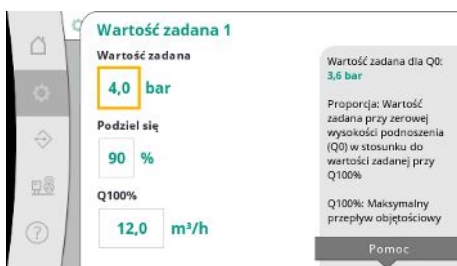 Wartość zadana 1
Wartość zadana
4,0 bar
Podziel się
90 %
Q100%
12,0 m³/h
Wartość zadana dla Q0:
3,6 bar
Proporcja: Wartość
zadana przy zerowej
wysokości podnoszenia
(Q0) w stosunku do
wartości zadanej przy
Q100%
Q100%: Maksymalny
przepływ objętościowy
Pomoc